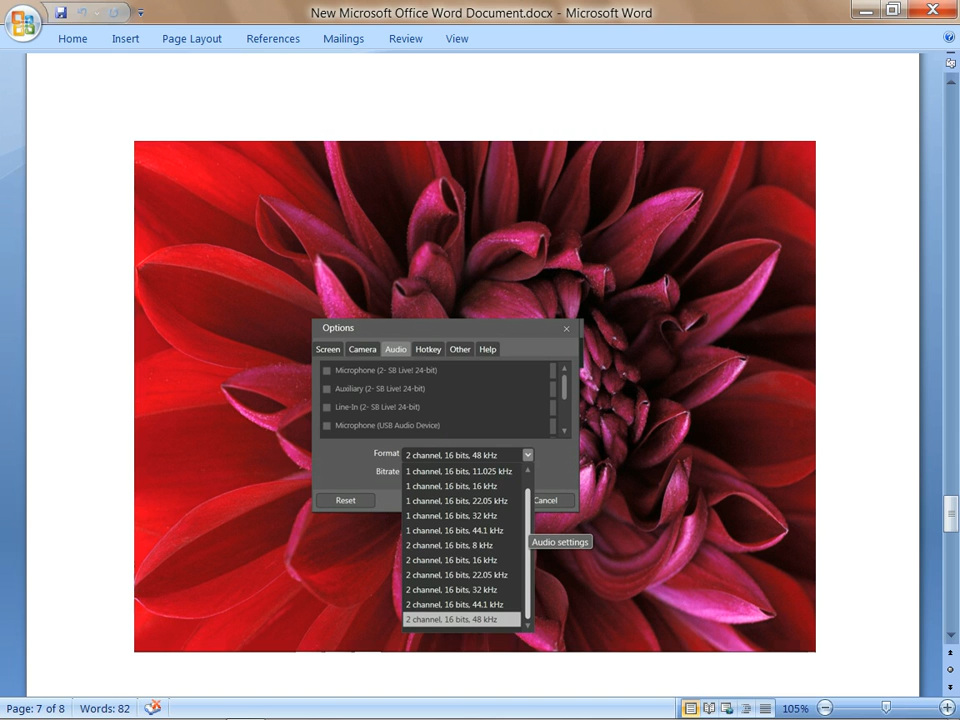 New Microsoft Office Word Document.docx - Microsoft Word
Home Insert Page Layout References Mailings Review View
Options
Screen Camera Audio Hotkey Other Help
Microphone (2- SB Live! 24-bit)
Auxiliary (2- SB Live! 24-bit)
Line-In (2- SB Live! 24-bit)
Microphone (USB Audio Device)
Format 2 channel, 16 bits, 48 kHz
Bitrate 1 channel, 16 bits, 11.025 kHz
1 channel, 16 bits, 16 kHz
Reset 1 channel, 16 bits, 22.05 kHz Cancel
1 channel, 16 bits, 32 kHz
1 channel, 16 bits, 44.1 kHz
Audio settings
2 channel, 16 bits, 8 kHz
2 channel, 16 bits, 16 kHz
2 channel, 16 bits, 22.05 kHz
2 channel, 16 bits, 32 kHz
2 channel, 16 bits, 44.1 kHz
2 channel, 16 bits, 48 kHz
Page: 7 of 8 Words: 82 105%